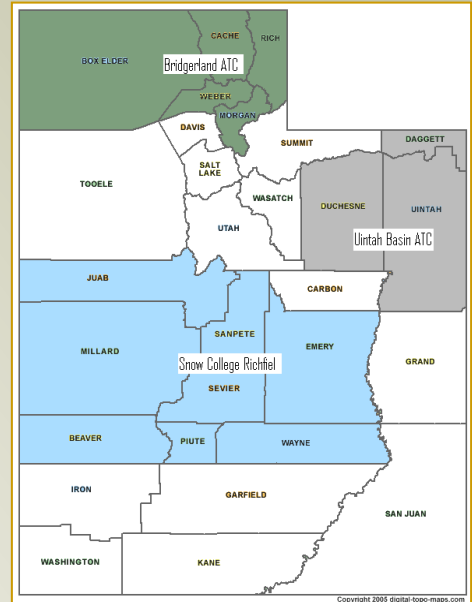 CACHE
RICH
BOX ELDER
Bridgerland ATC
WEBER
MORGAN
DAVIS
SUMMIT
DAGGETT
SALT
LAKE
TOOELE
WASATCH
DUCHESNE
UINTAH
UTAH
Uintah Basin ATC
JUAB
CARBON
SANPETE
EMERY
MILLARD
GRAND
Snow College Richfiel
SEVIER
BEAVER
PIUTE
WAYNE
IRON
GARFIELD
SAN JUAN
WASHINGTON
KANE
Copyright 2005 digital-topo-maps.com